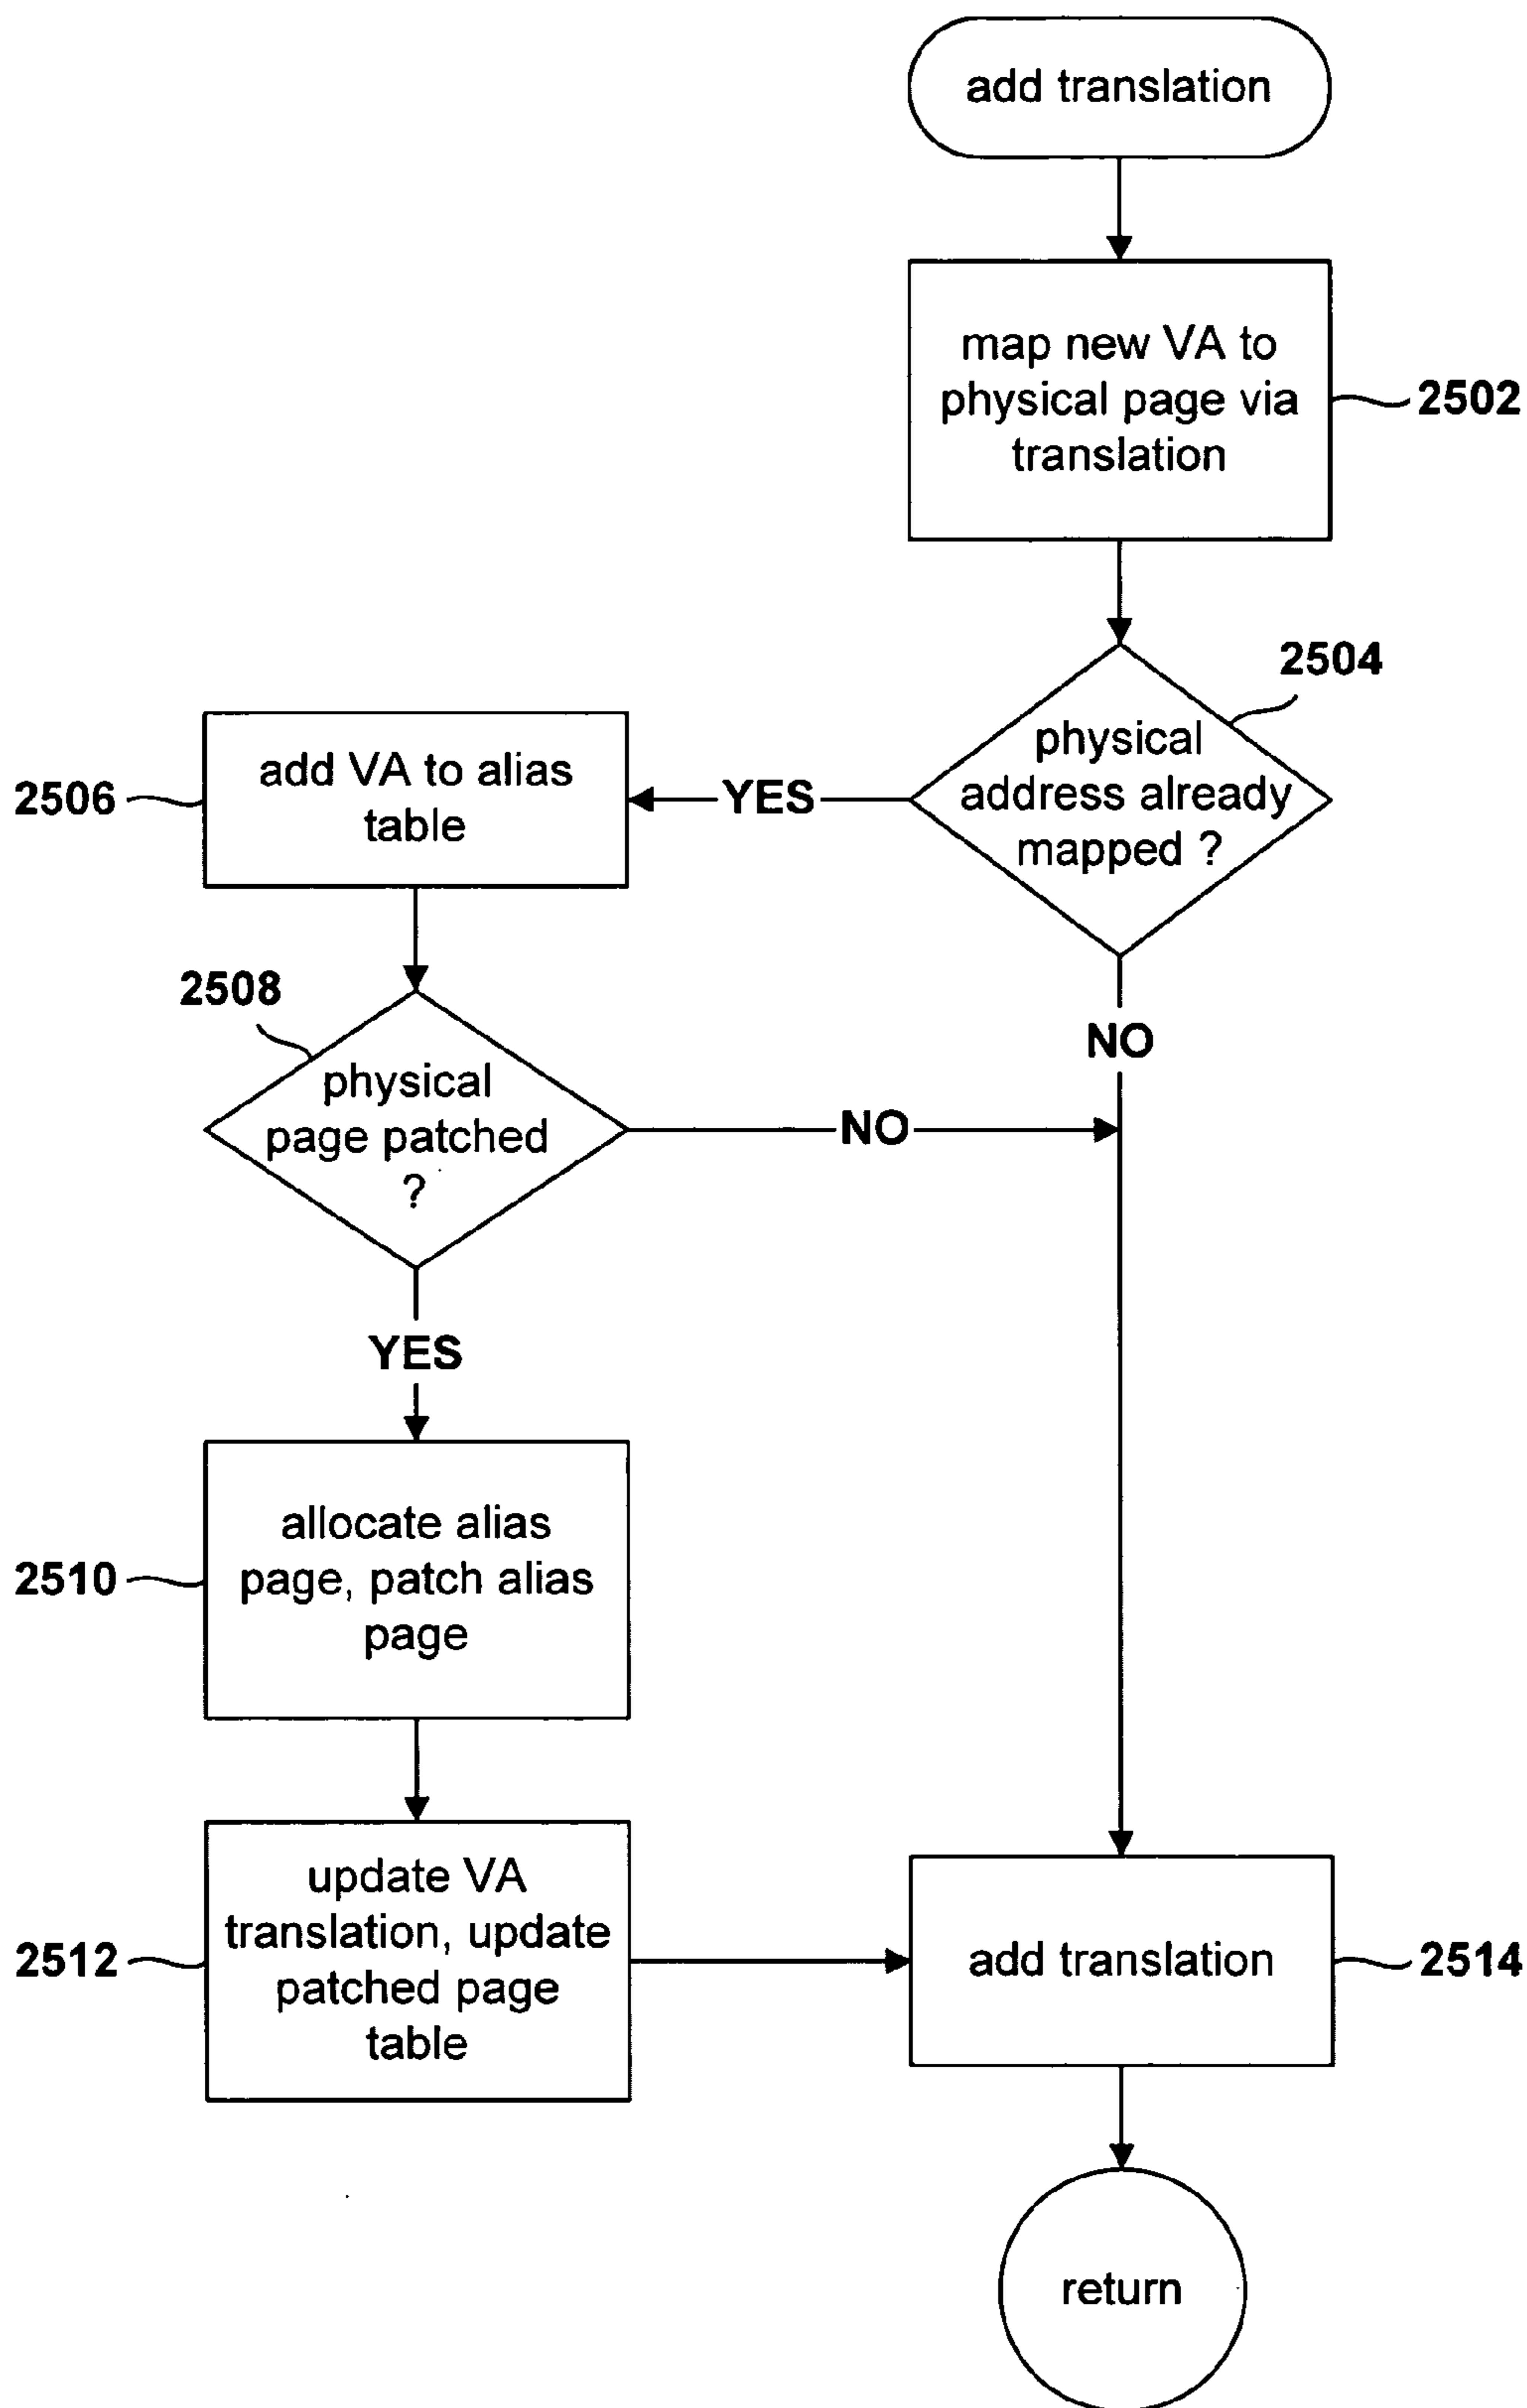 add translation
map new VA to
physical page via
translation
2502
2504
physical
address already
mapped ?
YES
add VA to alias
table
2506
2508
physical
page patched
?
NO
NO
YES
allocate alias
page, patch alias
page
2510
update VA
translation, update
patched page
table
2512
add translation
2514
return